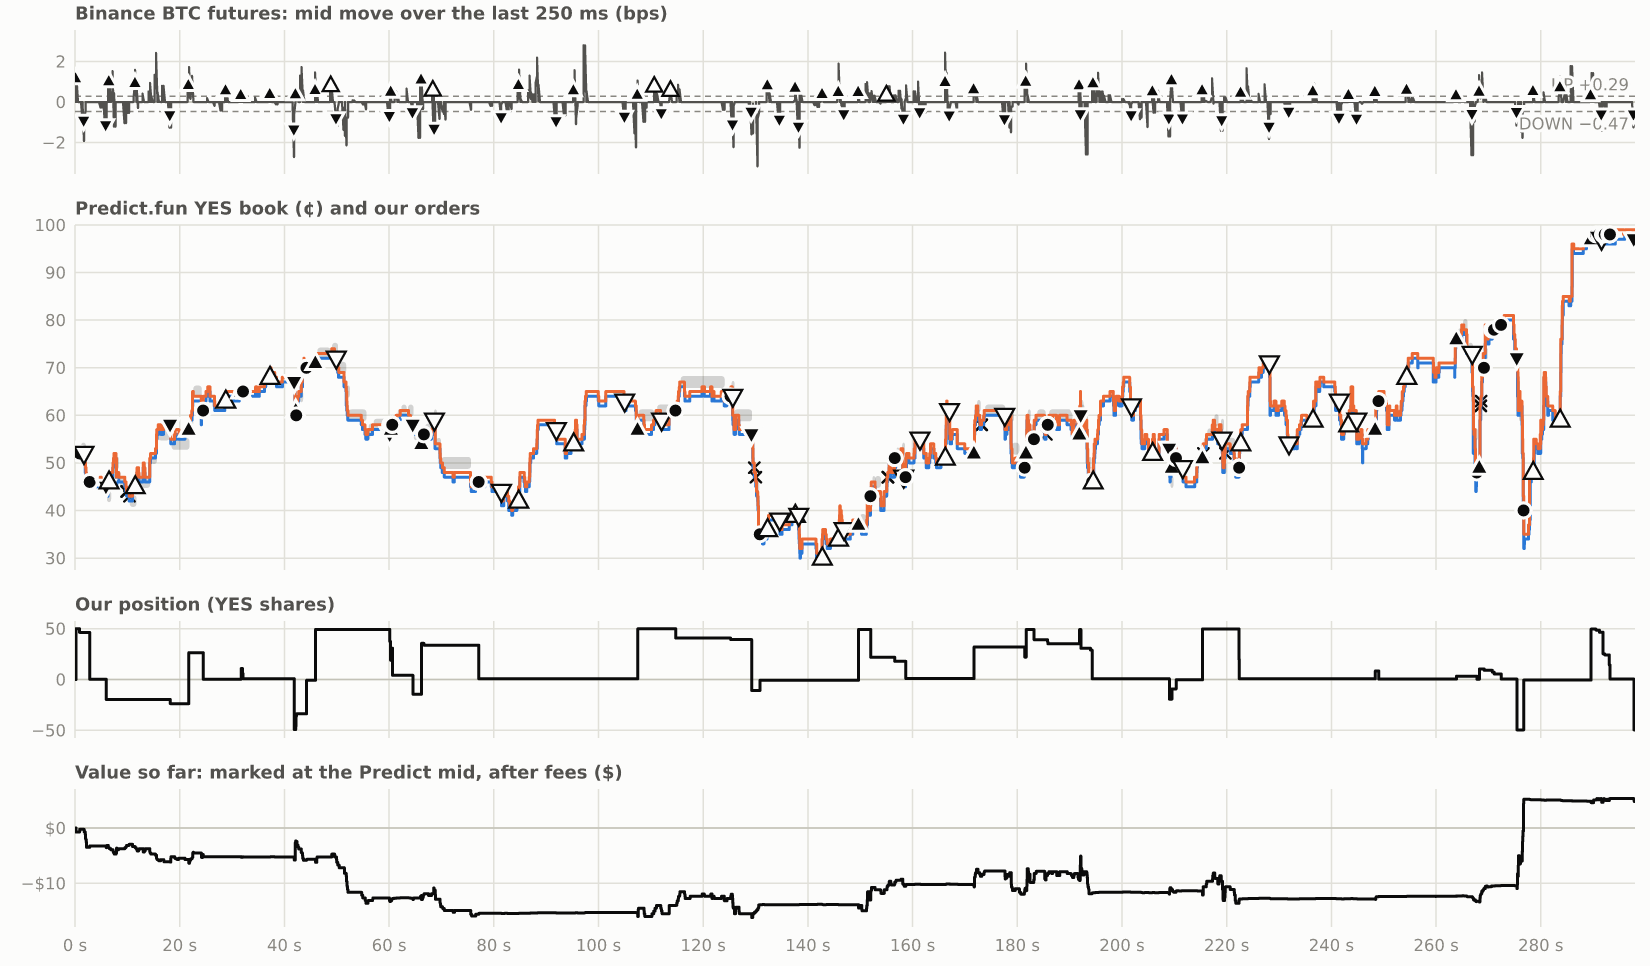 Binance BTC futures: mid move over the last 250 ms (bps)
2
UP +0.29
0
DOWN −0.47
−2
Predict.fun YES book (¢) and our orders
100
90
80
70
60
50
40
30
Our position (YES shares)
50
0
−50
Value so far: marked at the Predict mid, after fees ($)
$0
−$10
0 s 20 s 40 s 60 s 80 s 100 s 120 s 140 s 160 s 180 s 200 s 220 s 240 s 260 s 280 s